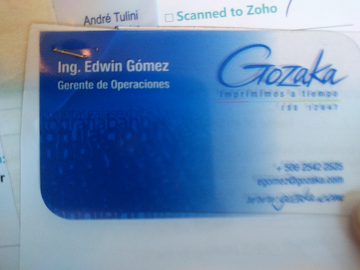 André Tulini
Scanned to Zoho
Ing. Edwin Gómez
Gerente de Operaciones
Gozaka
imprimimos a tiempo
+ 506 2542 2525
egomez@gozaka.com
www.gozaka.com